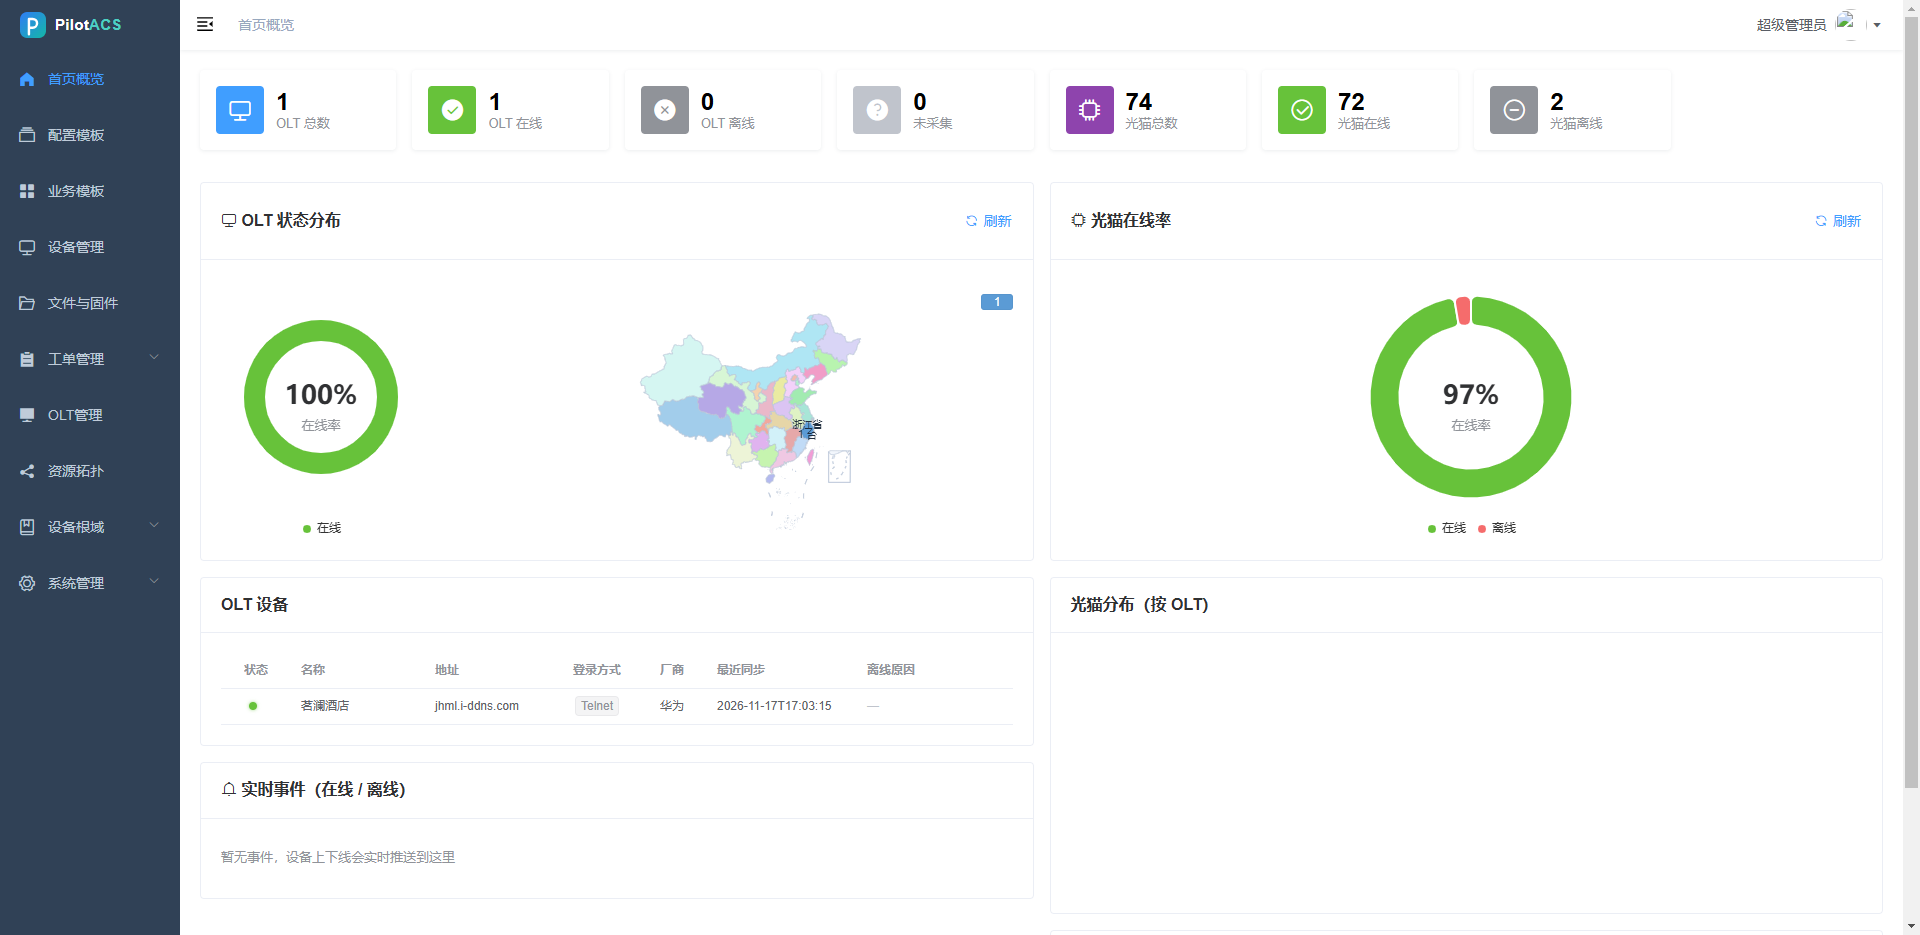 PilotACS
首页概览
超级管理员
首页概览
配置模板
业务模板
设备管理
文件与固件
工单管理
OLT管理
资源拓扑
设备根域
系统管理
1
OLT 总数
1
OLT 在线
0
OLT 离线
0
未采集
74
光猫总数
72
光猫在线
2
光猫离线
OLT 状态分布
刷新
1
100%
在线率
浙江省
1 台
在线
光猫在线率
刷新
97%
在线率
在线 离线
OLT 设备
状态 名称 地址 登录方式 厂商 最近同步 离线原因
茗澜酒店 jhml.i-ddns.com Telnet 华为 2026-11-17T17:03:15 —
实时事件（在线 / 离线）
暂无事件，设备上下线会实时推送到这里
光猫分布（按 OLT）